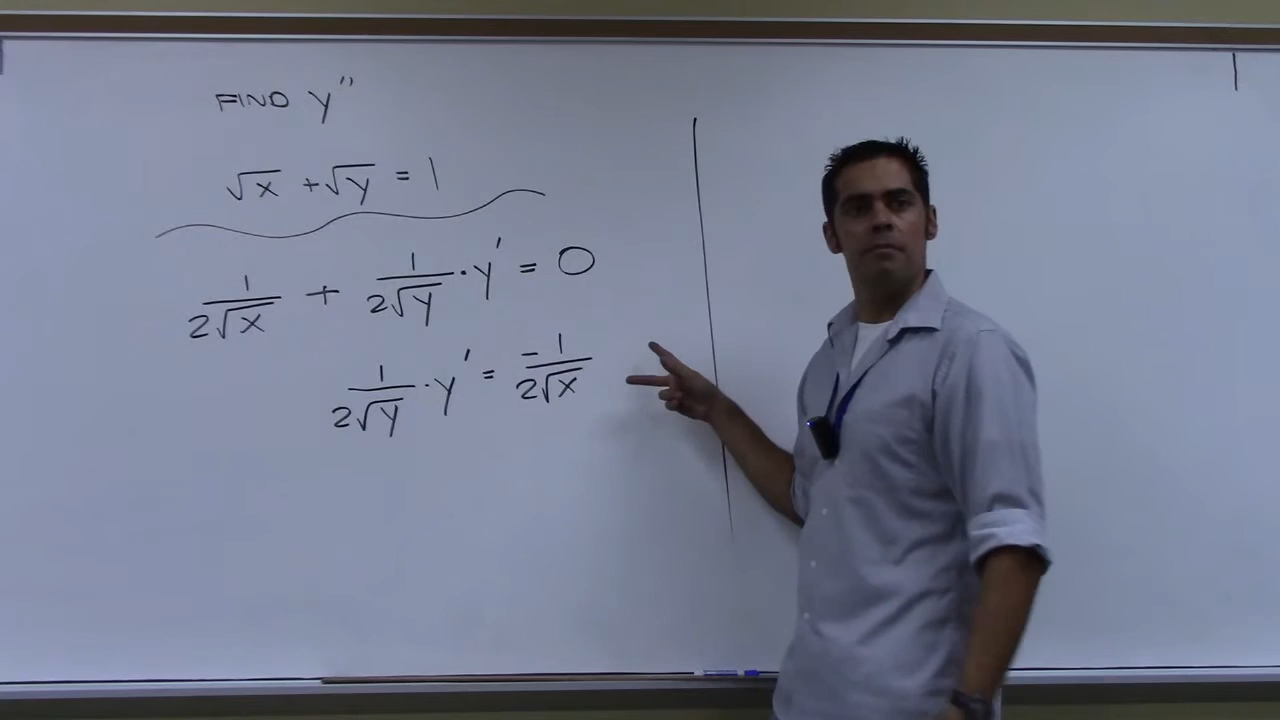 FIND y''
√x + √y = 1
1/(2√x) + 1/(2√y) · y' = 0
1/(2√y) · y' = -1/(2√x)